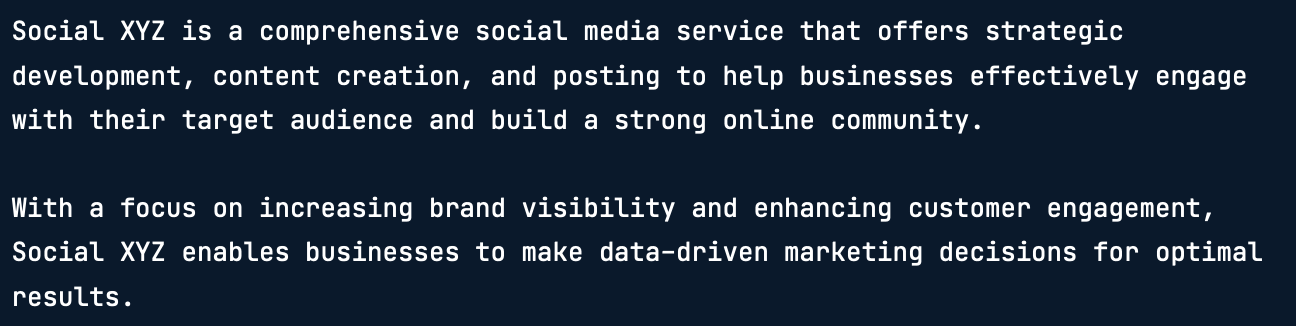 Social XYZ is a comprehensive social media service that offers strategic
development, content creation, and posting to help businesses effectively engage
with their target audience and build a strong online community.
With a focus on increasing brand visibility and enhancing customer engagement,
Social XYZ enables businesses to make data-driven marketing decisions for optimal
results.